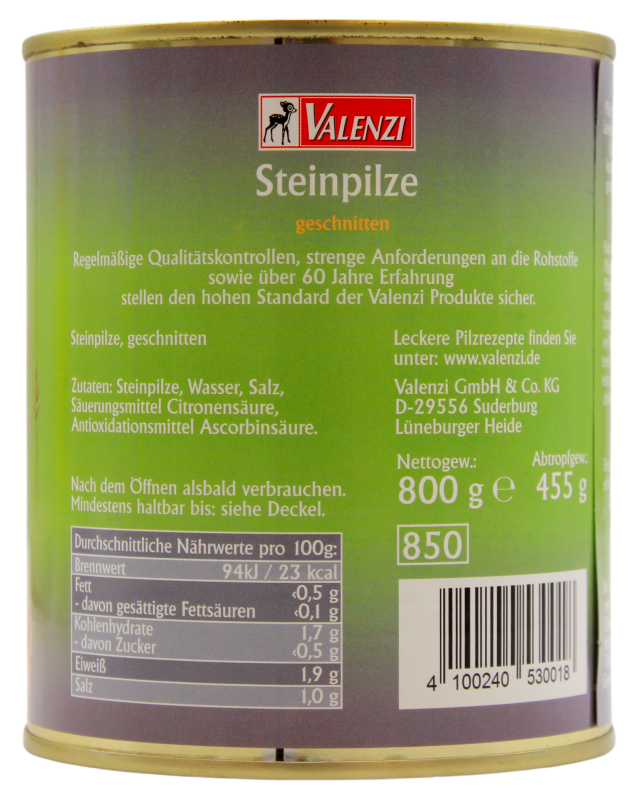 VALENZI
Steinpilze
geschnitten
Regelmäßige Qualitätskontrollen, strenge Anforderungen an die Rohstoffe
sowie über 60 Jahre Erfahrung
stellen den hohen Standard der Valenzi Produkte sicher.
Steinpilze, geschnitten
Zutaten: Steinpilze, Wasser, Salz,
Säuerungsmittel Citronensäure,
Antioxidationsmittel Ascorbinsäure.
Nach dem Öffnen alsbald verbrauchen.
Mindestens haltbar bis: siehe Deckel.
Durchschnittliche Nährwerte pro 100g:
Brennwert 94kJ / 23 kcal
Fett <0,5 g
- davon gesättigte Fettsäuren <0,1 g
Kohlenhydrate 1,7 g
- davon Zucker <0,5 g
Eiweiß 1,9 g
Salz 1,0 g
Leckere Pilzrezepte finden Sie
unter: www.valenzi.de
Valenzi GmbH & Co. KG
D-29556 Suderburg
Lüneburger Heide
Nettogew.: Abtropfgew.:
800 g ℮ 455 g
850
4 100240 530018